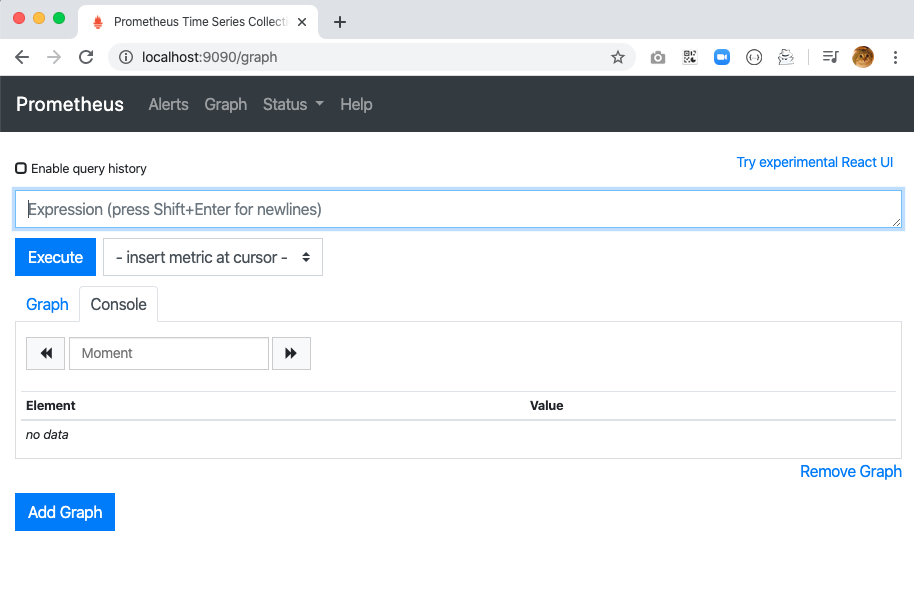 Prometheus Time Series Collecti
localhost:9090/graph
Prometheus Alerts Graph Status Help
Enable query history
Try experimental React UI
Expression (press Shift+Enter for newlines)
Execute - insert metric at cursor -
Graph Console
Moment
Element Value
no data
Remove Graph
Add Graph